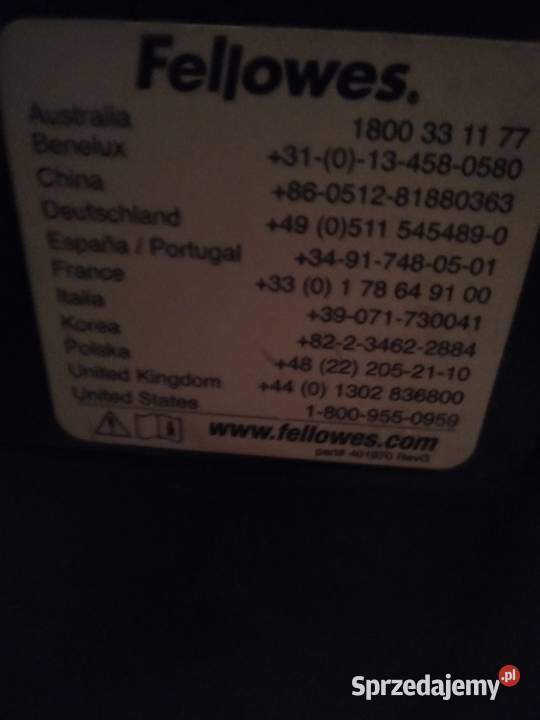 Fellowes®
Australia 1800 33 11 77
Benelux +31-(0)-13-458-0580
China +86-0512-81880363
Deutschland +49 (0)511 545489-0
España / Portugal +34-91-748-05-01
France +33 (0) 1 78 64 91 00
Italia +39-071-730041
Korea +82-2-3462-2884
Polska +48 (22) 205-21-10
United Kingdom +44 (0) 1302 836800
United States 1-800-955-0959
www.fellowes.com
part# 401970 RevG
Sprzedajemy.pl